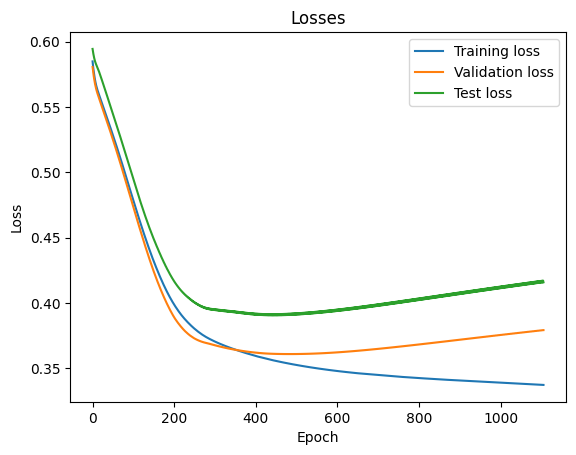 Losses
0.60
0.55
0.50
0.45
0.40
0.35
Loss
Training loss
Validation loss
Test loss
0
200
400
600
800
1000
Epoch